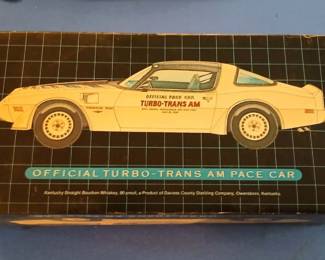 OFFICIAL PACE CAR
TURBO-TRANS AM
OFFICIAL TURBO-TRANS AM PACE CAR
Kentucky Straight Bourbon Whiskey, 80 proof, a Product of Daviess County Distilling Company, Owensboro, Kentucky.